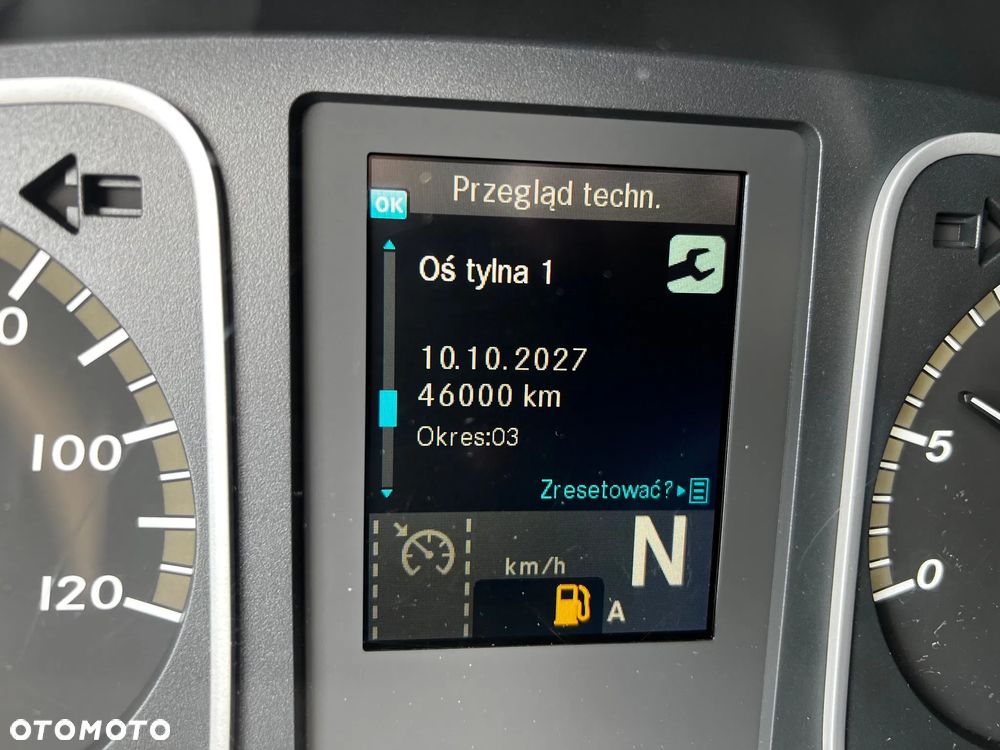 Przegląd techn.
OK
Oś tylna 1
10.10.2027
46000 km
Okres:03
Zresetować?
km/h
N
A
0
100
120
5
0
OTOMOTO